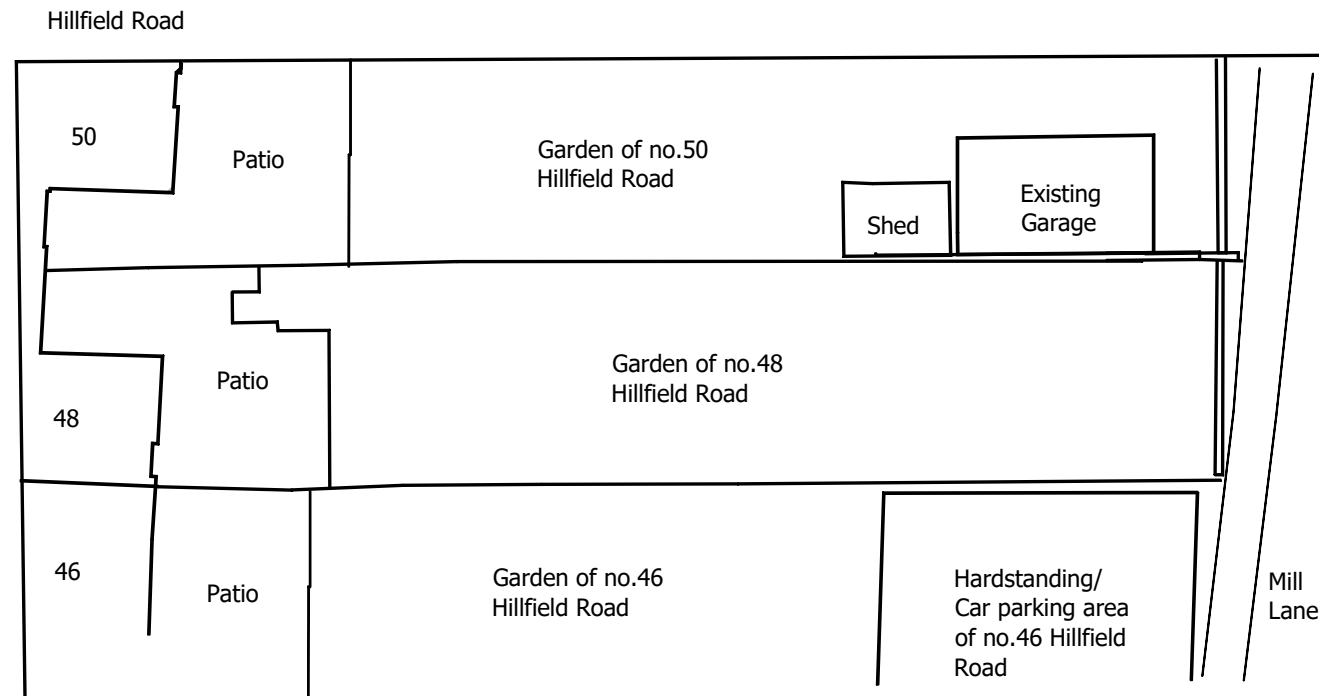 Hillfield Road
50
Patio
Garden of no.50
Hillfield Road
Shed
Existing
Garage
48
Patio
Garden of no.48
Hillfield Road
46
Patio
Garden of no.46
Hillfield Road
Hardstanding/
Car parking area
of no.46 Hillfield
Road
Mill
Lane